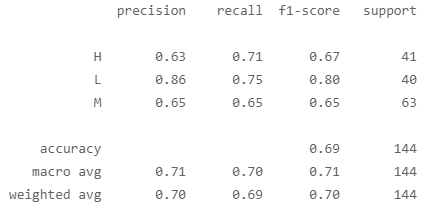 precision recall f1-score support
H 0.63 0.71 0.67 41
L 0.86 0.75 0.80 40
M 0.65 0.65 0.65 63
accuracy 0.69 144
macro avg 0.71 0.70 0.71 144
weighted avg 0.70 0.69 0.70 144